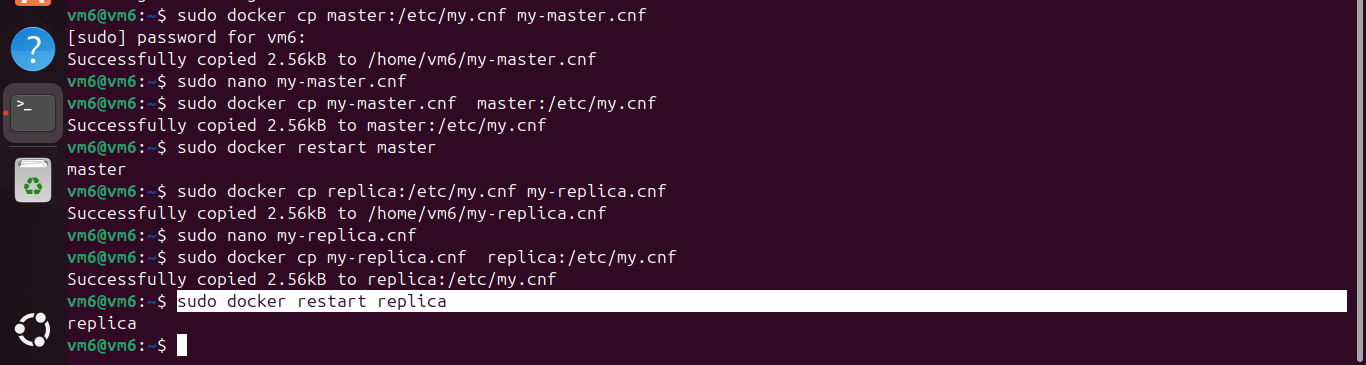 vm6@vm6:~$ sudo docker cp master:/etc/my.cnf my-master.cnf
[sudo] password for vm6:
Successfully copied 2.56kB to /home/vm6/my-master.cnf
vm6@vm6:~$ sudo nano my-master.cnf
vm6@vm6:~$ sudo docker cp my-master.cnf  master:/etc/my.cnf
Successfully copied 2.56kB to master:/etc/my.cnf
vm6@vm6:~$ sudo docker restart master
master
vm6@vm6:~$ sudo docker cp replica:/etc/my.cnf my-replica.cnf
Successfully copied 2.56kB to /home/vm6/my-replica.cnf
vm6@vm6:~$ sudo nano my-replica.cnf
vm6@vm6:~$ sudo docker cp my-replica.cnf  replica:/etc/my.cnf
Successfully copied 2.56kB to replica:/etc/my.cnf
vm6@vm6:~$ sudo docker restart replica
replica
vm6@vm6:~$